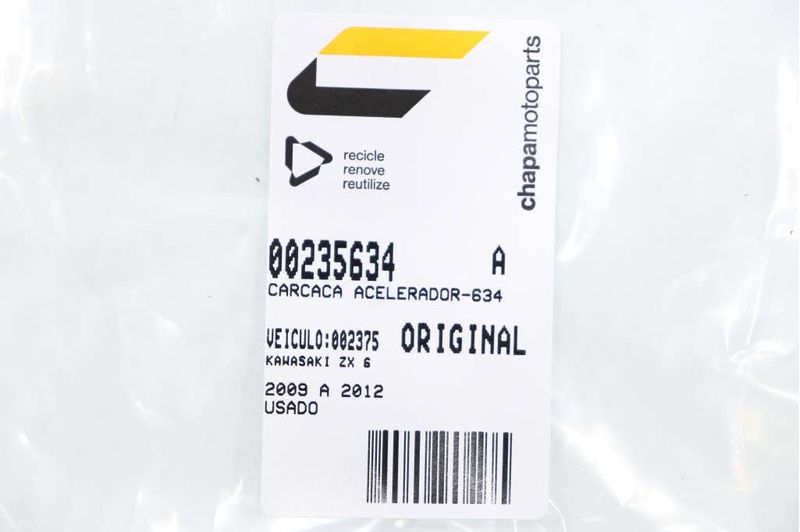 chapamotoparts
recicle
renove
reutilize
00235634 A
CARCACA ACELERADOR-634
VEICULO:002375 ORIGINAL
KAWASAKI ZX 6
2009 A 2012
USADO